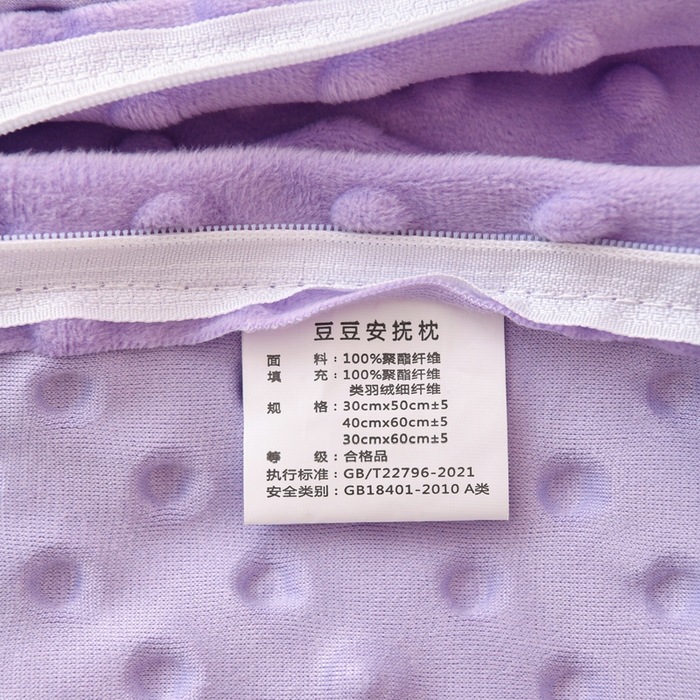 豆豆安抚枕
面 料：100%聚酯纤维
填 充：100%聚酯纤维
类羽绒细纤维
规 格：30cmx50cm±5
40cmx60cm±5
30cmx60cm±5
等 级：合格品
执行标准：GB/T22796-2021
安全类别：GB18401-2010 A类